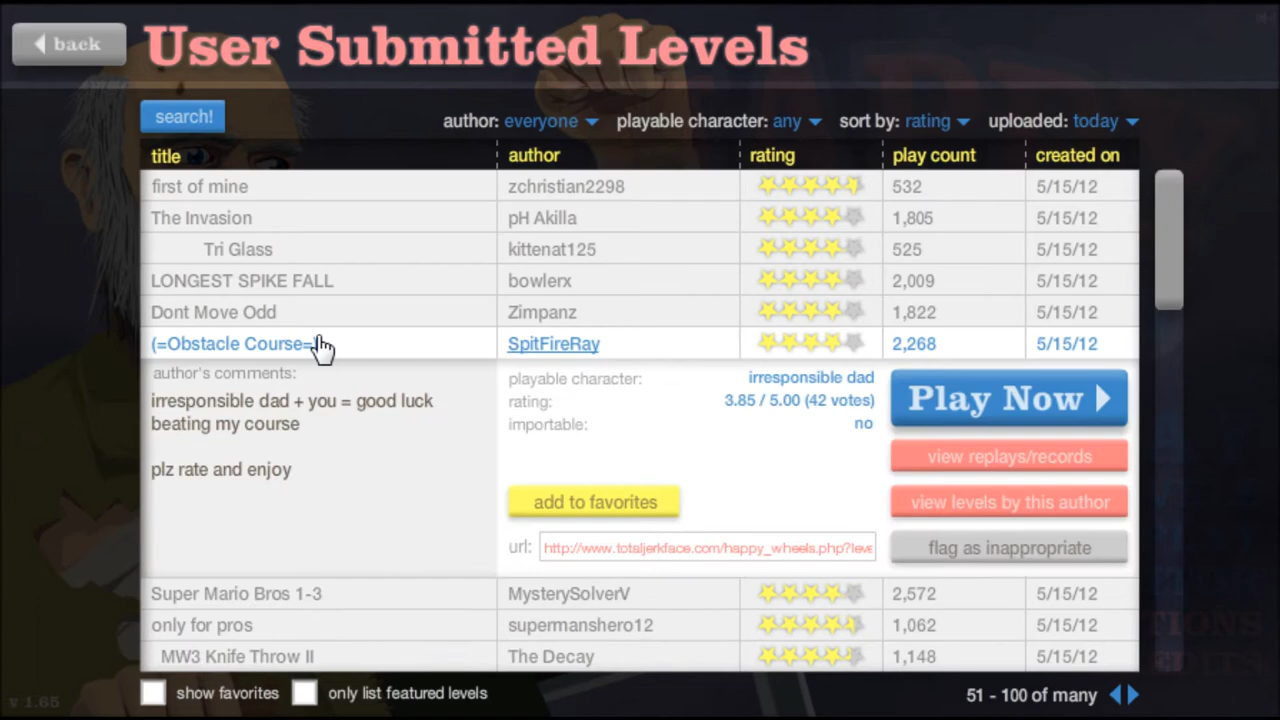 back
User Submitted Levels
search!
author: everyone playable character: any sort by: rating uploaded: today
title author rating play count created on
first of mine zchristian2298 532 5/15/12
The Invasion pH Akilla 1,805 5/15/12
Tri Glass kittenat125 525 5/15/12
LONGEST SPIKE FALL bowlerx 2,009 5/15/12
Dont Move Odd Zimpanz 1,822 5/15/12
(=Obstacle Course= SpitFireRay 2,268 5/15/12
author's comments:
irresponsible dad + you = good luck
beating my course
plz rate and enjoy
playable character: irresponsible dad
rating: 3.85 / 5.00 (42 votes)
importable: no
add to favorites
url: http://www.totaljerkface.com/happy_wheels.php?leve
Play Now
view replays/records
view levels by this author
flag as inappropriate
Super Mario Bros 1-3 MysterySolverV 2,572 5/15/12
only for pros supermanshero12 1,062 5/15/12
MW3 Knife Throw II The Decay 1,148 5/15/12
show favorites only list featured levels 51 - 100 of many
v 1.65